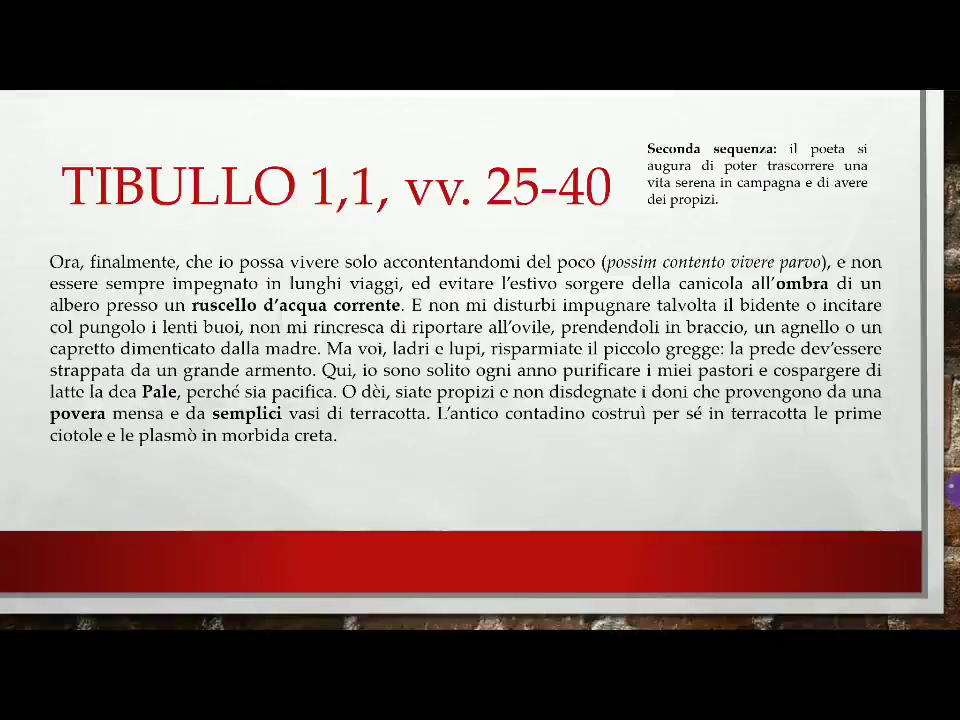 TIBULLO 1,1, vv. 25-40
Seconda sequenza: il poeta si
augura di poter trascorrere una
vita serena in campagna e di avere
dei propizi.
Ora, finalmente, che io possa vivere solo accontentandomi del poco (possim contento vivere parvo), e non
essere sempre impegnato in lunghi viaggi, ed evitare l'estivo sorgere della canicola all'ombra di un
albero presso un ruscello d'acqua corrente. E non mi disturbi impugnare talvolta il bidente o incitare
col pungolo i lenti buoi, non mi rincresca di riportare all'ovile, prendendoli in braccio, un agnello o un
capretto dimenticato dalla madre. Ma voi, ladri e lupi, risparmiate il piccolo gregge: la prede dev'essere
strappata da un grande armento. Qui, io sono solito ogni anno purificare i miei pastori e cospargere di
latte la dea Pale, perché sia pacifica. O dèi, siate propizi e non disdegnate i doni che provengono da una
povera mensa e da semplici vasi di terracotta. L'antico contadino costruì per sé in terracotta le prime
ciotole e le plasmò in morbida creta.